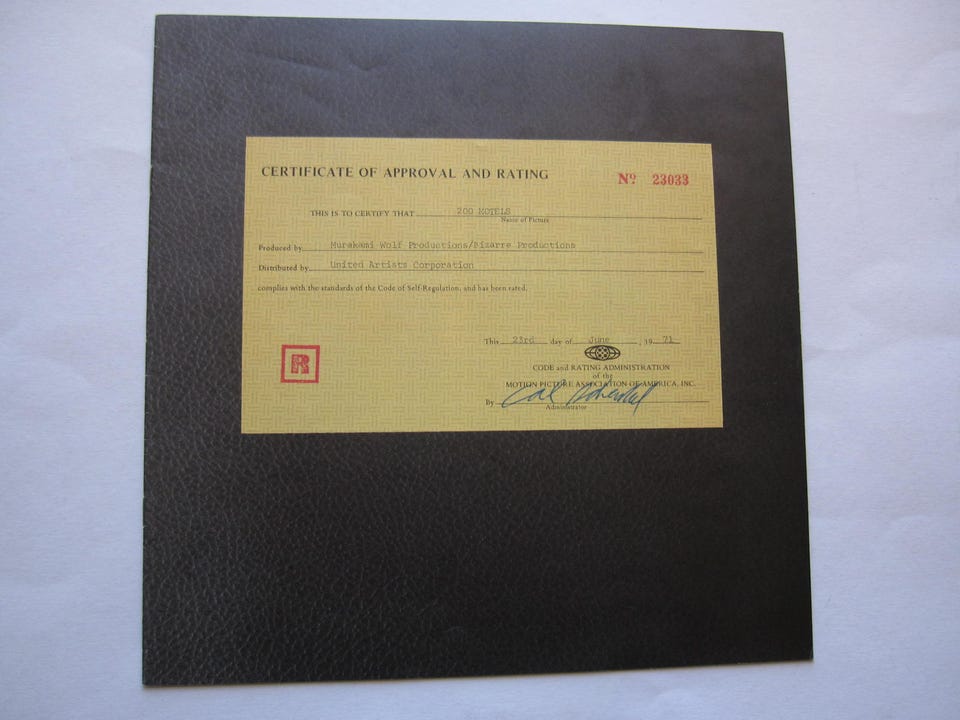 CERTIFICATE OF APPROVAL AND RATING
Nº 23033
THIS IS TO CERTIFY THAT 200 MOTELS
Name of Picture
Produced by Murakami Wolf Productions/Bizarre Productions
Distributed by United Artists Corporation
complies with the standards of the Code of Self-Regulation, and has been rated.
This 23rd day of June, 1971
R
CODE and RATING ADMINISTRATION
of the
MOTION PICTURE ASSOCIATION OF AMERICA, INC.
By
Administrator